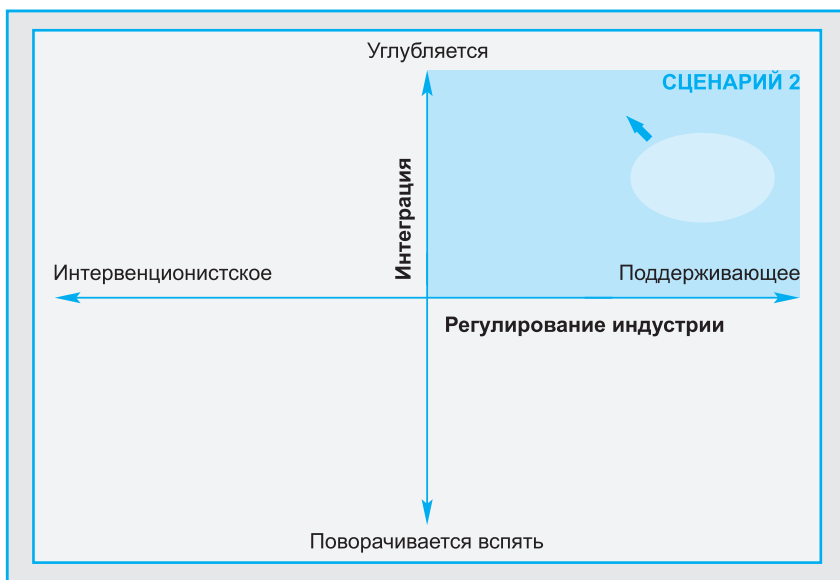 Углубляется
СЦЕНАРИЙ 2
Интеграция
Интервенционистское
Поддерживающее
Регулирование индустрии
Поворачивается вспять